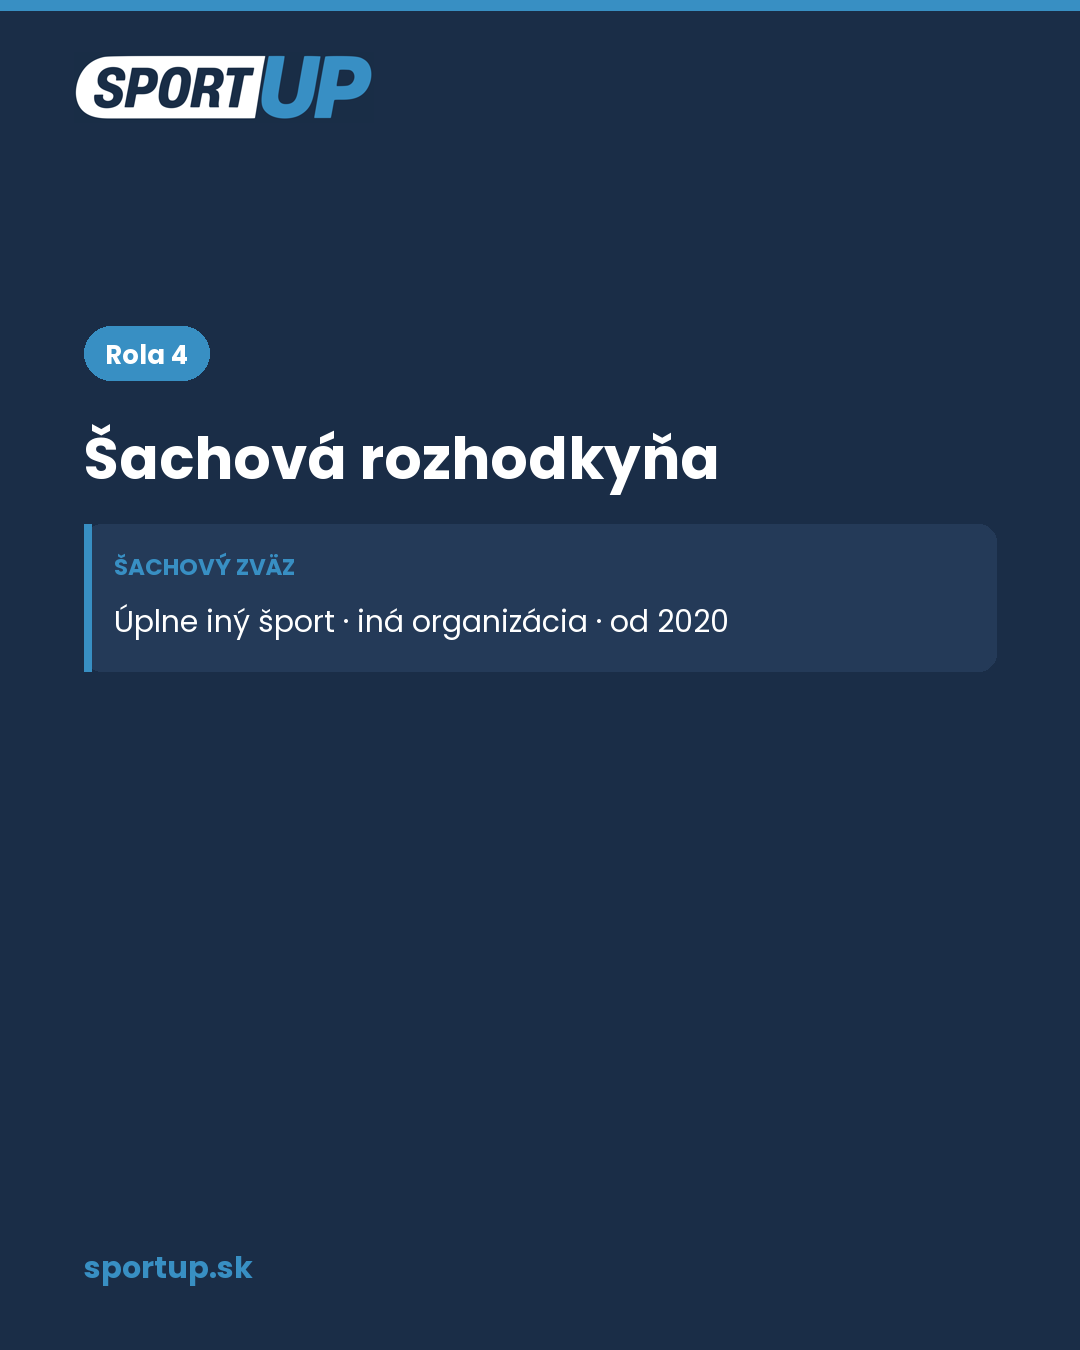 SPORTUP
Rola 4
Šachová rozhodkyňa
ŠACHOVÝ ZVÄZ
Úplne iný šport · iná organizácia · od 2020
sportup.sk